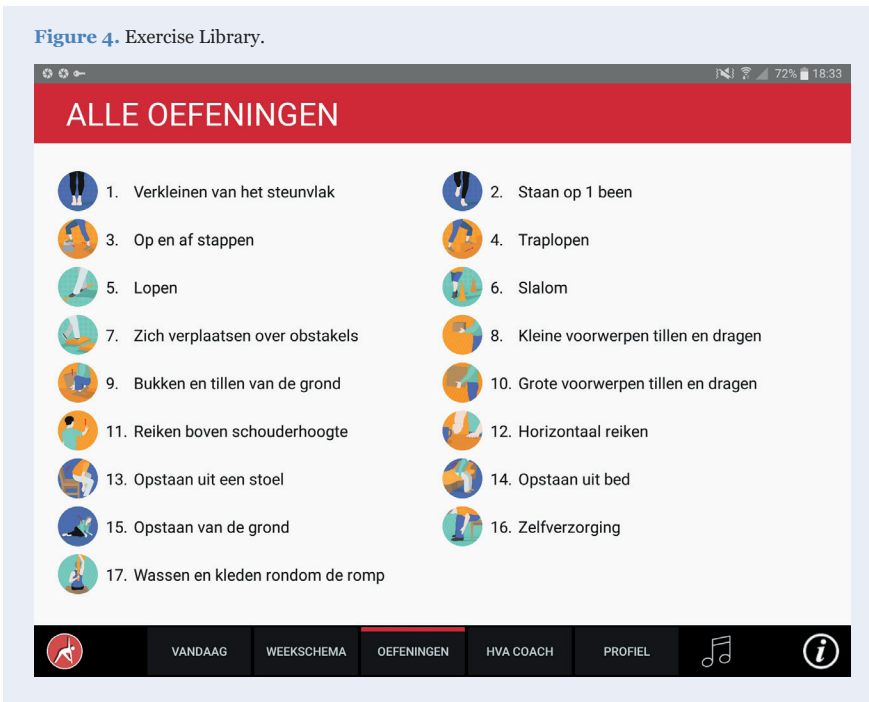 Figure 4. Exercise Library.
72% 18:33
ALLE OEFENINGEN
1. Verkleinen van het steunvlak
2. Staan op 1 been
3. Op en af stappen
4. Traplopen
5. Lopen
6. Slalom
7. Zich verplaatsen over obstakels
8. Kleine voorwerpen tillen en dragen
9. Bukken en tillen van de grond
10. Grote voorwerpen tillen en dragen
11. Reiken boven schouderhoogte
12. Horizontaal reiken
13. Opstaan uit een stoel
14. Opstaan uit bed
15. Opstaan van de grond
16. Zelfverzorging
17. Wassen en kleden rondom de romp
VANDAAG WEEKSCHEMA OEFENINGEN HVA COACH PROFIEL i